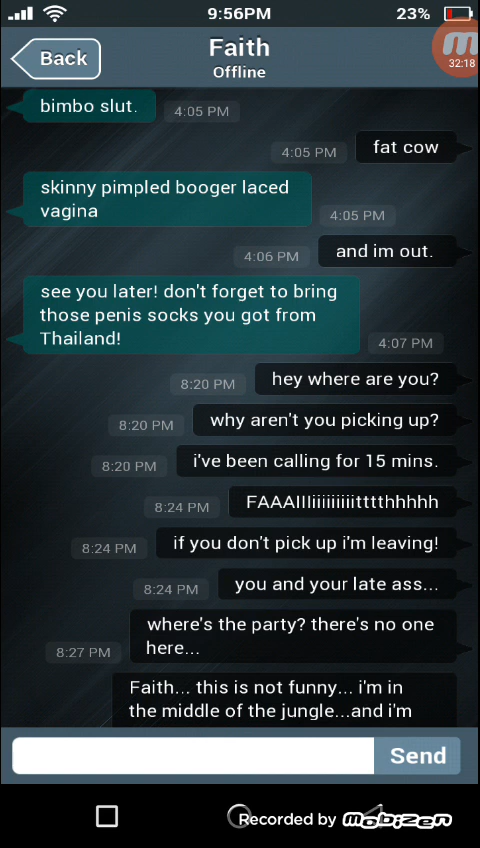 9:56PM
23%
Back
Faith
Offline
32:18
bimbo slut.
4:05 PM
4:05 PM
fat cow
skinny pimpled booger laced
vagina
4:05 PM
4:06 PM
and im out.
see you later! don't forget to bring
those penis socks you got from
Thailand!
4:07 PM
8:20 PM
hey where are you?
8:20 PM
why aren't you picking up?
8:20 PM
i've been calling for 15 mins.
8:24 PM
FAAAIIliiiiiiiiitttthhhhh
8:24 PM
if you don't pick up i'm leaving!
8:24 PM
you and your late ass...
where's the party? there's no one
here...
8:27 PM
Faith... this is not funny... i'm in
the middle of the jungle...and i'm
Send
Recorded by Mobizen